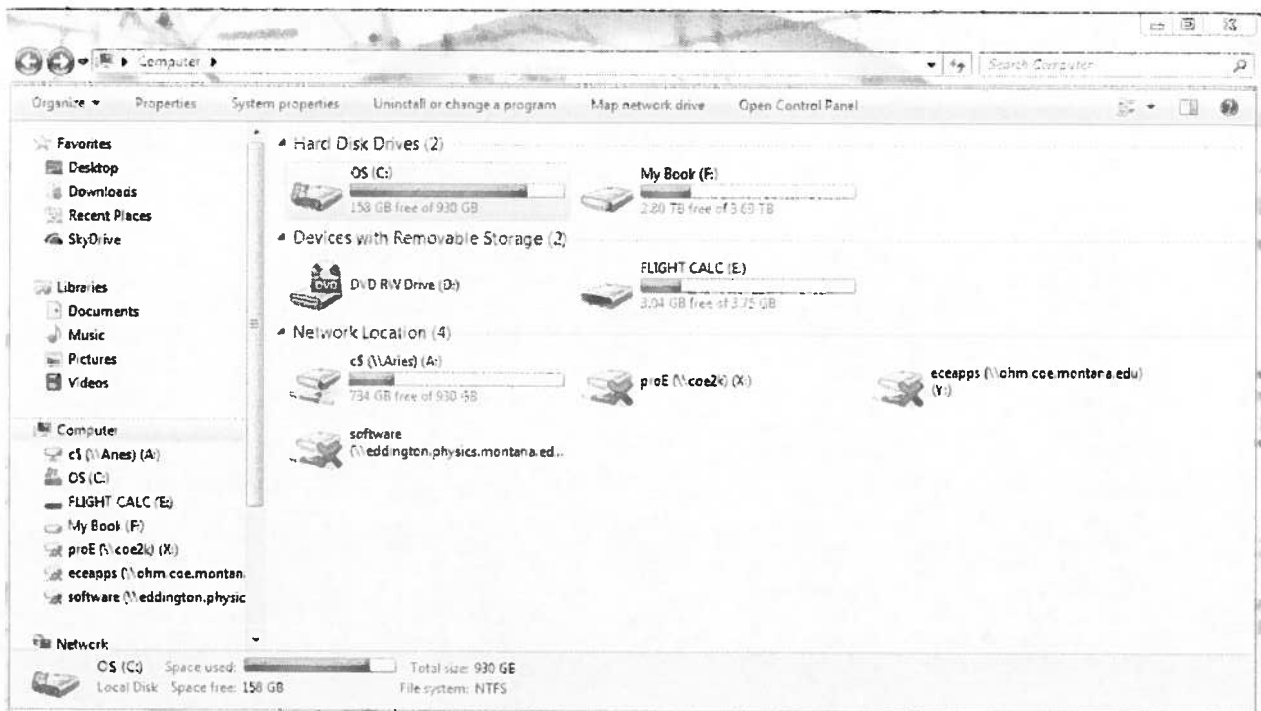 Computer
Search Computer
Organize Properties System properties Uninstall or change a program Map network drive Open Control Panel
Favorites
Desktop
Downloads
Recent Places
SkyDrive
Libraries
Documents
Music
Pictures
Videos
Computer
c$ (\\Aries) (A:)
OS (C:)
FLIGHT CALC (E:)
My Book (F:)
proE (\\coe2k) (X:)
eceapps (\\ohm.coe.montan.
software (\\eddington.physic
Network
Hard Disk Drives (2)
OS (C:)
158 GB free of 930 GB
My Book (F:)
2.80 TB free of 3.63 TB
Devices with Removable Storage (2)
DVD
DVD RW Drive (D:)
FLIGHT CALC (E:)
3.04 GB free of 3.75 GB
Network Location (4)
c$ (\\Aries) (A:)
734 GB free of 930 GB
proE (\\coe2k) (X:)
eceapps (\\ohm.coe.montana.edu)
(Y:)
software
(\\eddington.physics.montana.ed...
OS (C:) Space used: Total size: 930 GB
Local Disk Space free: 158 GB File system: NTFS